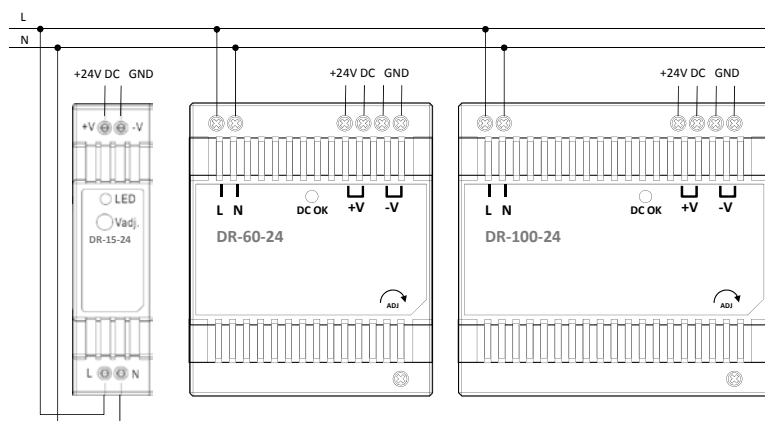 L
N
+24V DC GND
+24V DC GND
+24V DC GND
+V -V
LED
Vadj.
DR-15-24
L N
L N DC OK +V -V
DR-60-24
ADJ
L N DC OK +V -V
DR-100-24
ADJ